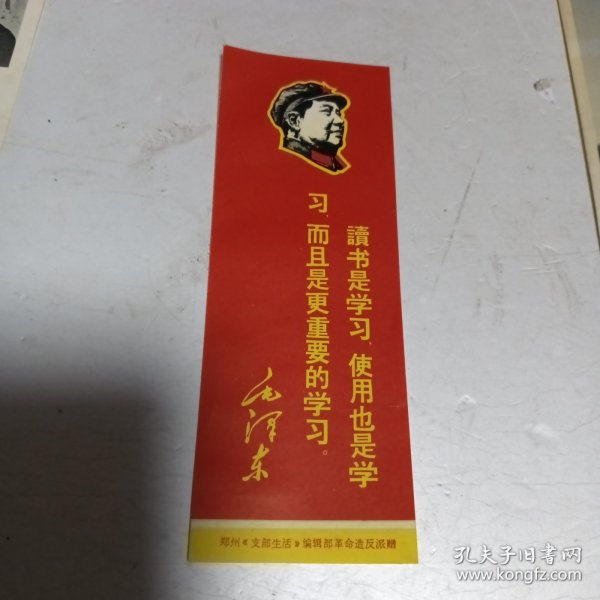 讀书是学习、使用也是学
习、而且是更重要的学习。
毛泽东
郑州《支部生活》编辑部革命造反派赠
孔夫子旧书网
www.kongfz.com